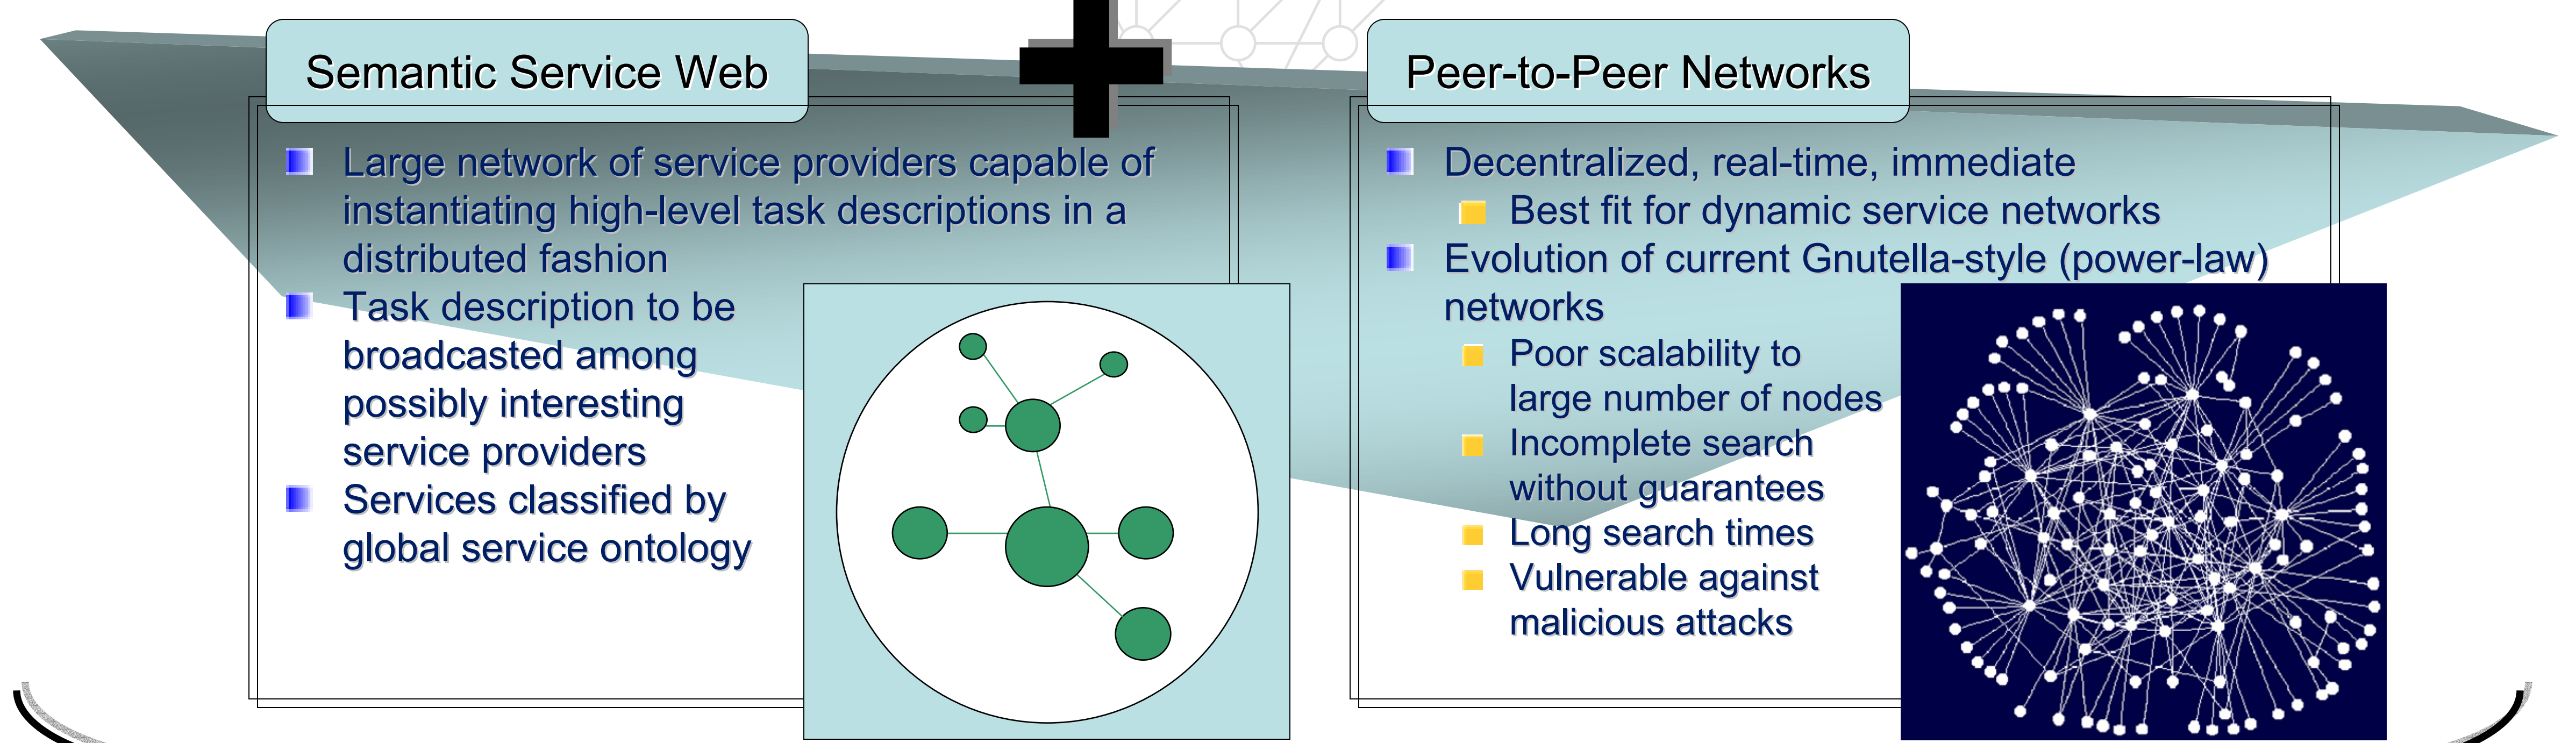 Semantic Service Web
Large network of service providers capable of
instantiating high-level task descriptions in a
distributed fashion
Task description to be
broadcasted among
possibly interesting
service providers
Services classified by
global service ontology
Peer-to-Peer Networks
Decentralized, real-time, immediate
Best fit for dynamic service networks
Evolution of current Gnutella-style (power-law)
networks
Poor scalability to
large number of nodes
Incomplete search
without guarantees
Long search times
Vulnerable against
malicious attacks